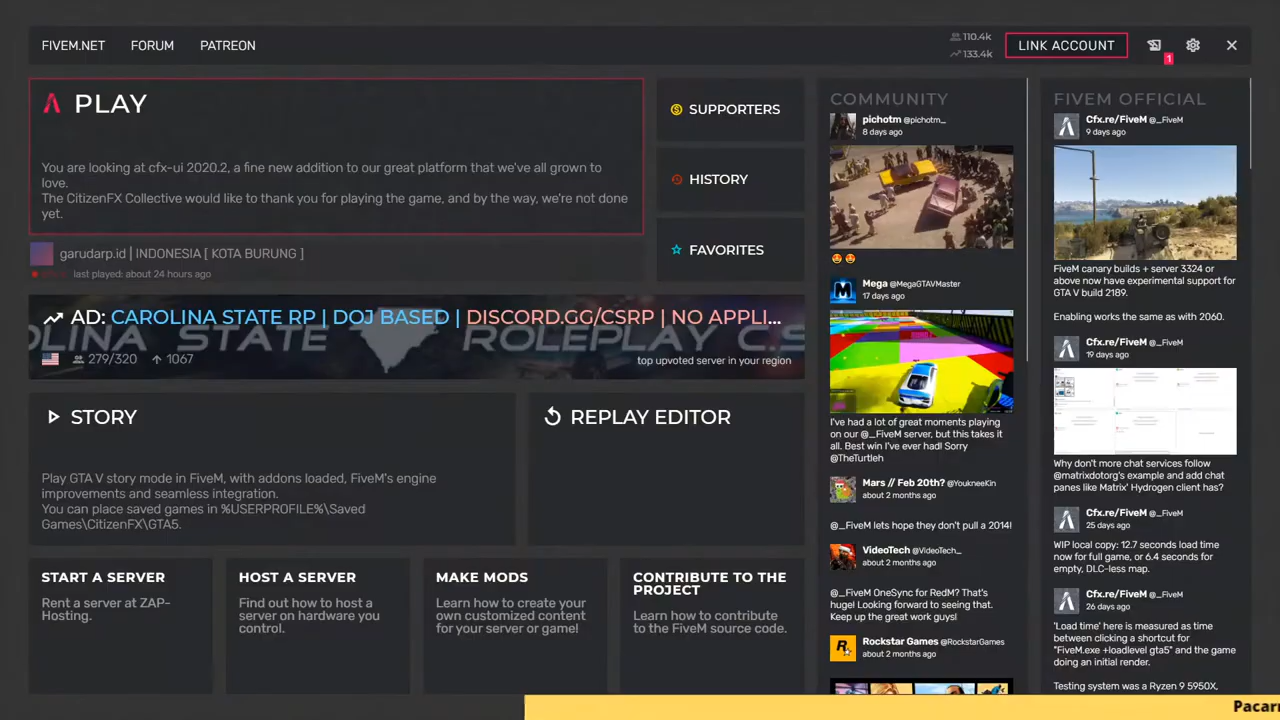 FIVEM.NET FORUM PATREON
110.4k
133.4k
LINK ACCOUNT
1
PLAY
You are looking at cfx-ui 2020.2, a fine new addition to our great platform that we've all grown to
love.
The CitizenFX Collective would like to thank you for playing the game, and by the way, we're not done
yet.
garudarp.id | INDONESIA [ KOTA BURUNG ]
last played: about 24 hours ago
SUPPORTERS
HISTORY
FAVORITES
AD: CAROLINA STATE RP | DOJ BASED | DISCORD.GG/CSRP | NO APPLI...
OLINA STATE ROLEPLAY C.S
279/320 1067
top upvoted server in your region
STORY
Play GTA V story mode in FiveM, with addons loaded, FiveM's engine
improvements and seamless integration.
You can place saved games in %USERPROFILE%\Saved
Games\CitizenFX\GTA5.
REPLAY EDITOR
START A SERVER
Rent a server at ZAP-
Hosting.
HOST A SERVER
Find out how to host a
server on hardware you
control.
MAKE MODS
Learn how to create your
own customized content
for your server or game!
CONTRIBUTE TO THE
PROJECT
Learn how to contribute
to the FiveM source code.
COMMUNITY
pichotm @pichotm_
8 days ago
Mega @MegaGTAVMaster
17 days ago
I've had a lot of great moments playing
on our @_FiveM server, but this takes it
all. Best win I've ever had! Sorry
@TheTurtleh
Mars // Feb 20th? @YoukneeKin
about 2 months ago
@_FiveM lets hope they don't pull a 2014!
VideoTech @VideoTech_
about 2 months ago
@_FiveM OneSync for RedM? That's
huge! Looking forward to seeing that.
Keep up the great work guys!
Rockstar Games @RockstarGames
about 2 months ago
FIVEM OFFICIAL
Cfx.re/FiveM @_FiveM
9 days ago
FiveM canary builds + server 3324 or
above now have experimental support for
GTA V build 2189.
Enabling works the same as with 2060.
Cfx.re/FiveM @_FiveM
19 days ago
Why don't more chat services follow
@matrixdotorg's example and add chat
panes like Matrix' Hydrogen client has?
Cfx.re/FiveM @_FiveM
25 days ago
WIP local copy: 12.7 seconds load time
now for full game, or 6.4 seconds for
empty, DLC-less map.
Cfx.re/FiveM @_FiveM
26 days ago
'Load time' here is measured as time
between clicking a shortcut for
"FiveM.exe +loadlevel gta5" and the game
doing an initial render.
Testing system was a Ryzen 9 5950X,